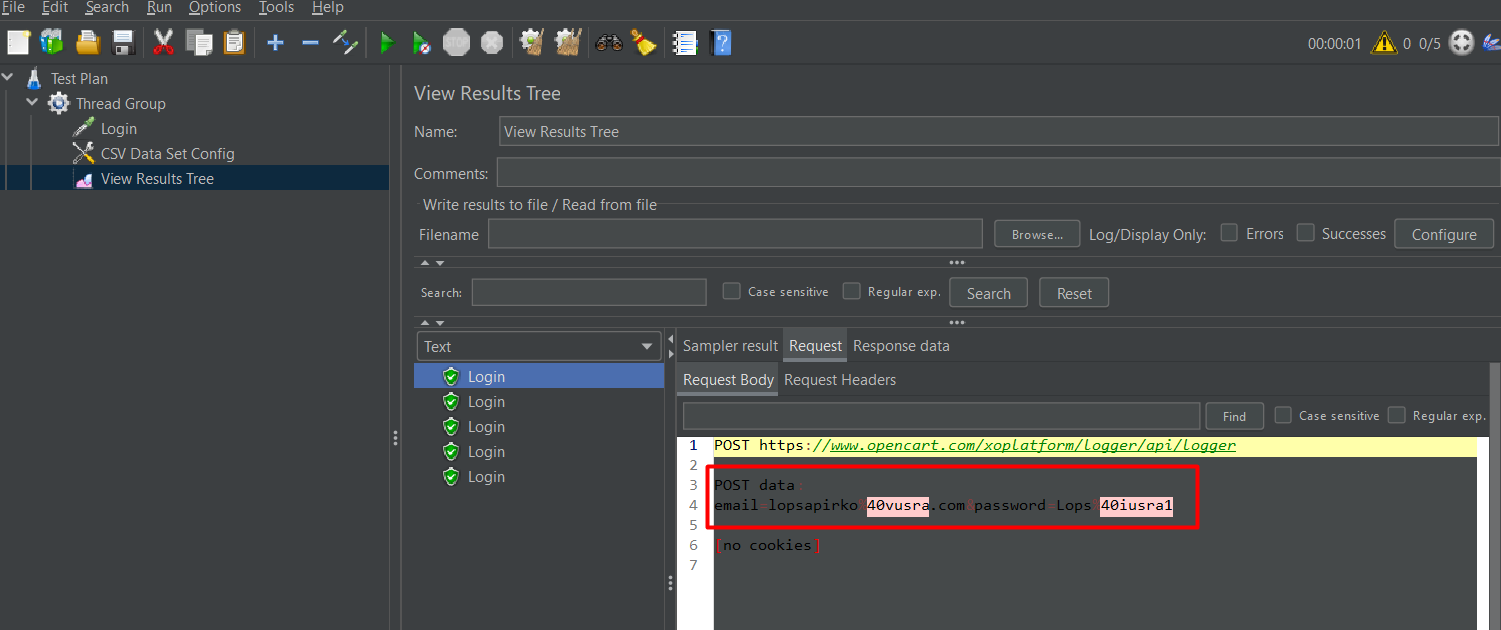 File Edit Search Run Options Tools Help
STOP 00:00:01 0 0/5
Test Plan
Thread Group
Login
CSV Data Set Config
View Results Tree
View Results Tree
Name: View Results Tree
Comments:
Write results to file / Read from file
Filename Browse... Log/Display Only: Errors Successes Configure
Search: Case sensitive Regular exp. Search Reset
Text
Login
Login
Login
Login
Login
Sampler result Request Response data
Request Body Request Headers
Find Case sensitive Regular exp.
1 POST https://www.opencart.com/xoplatform/logger/api/logger
2
3 POST data:
4 email=lopsapirko%40vusra.com&password=Lops%40iusra1
5
6 [no cookies]
7